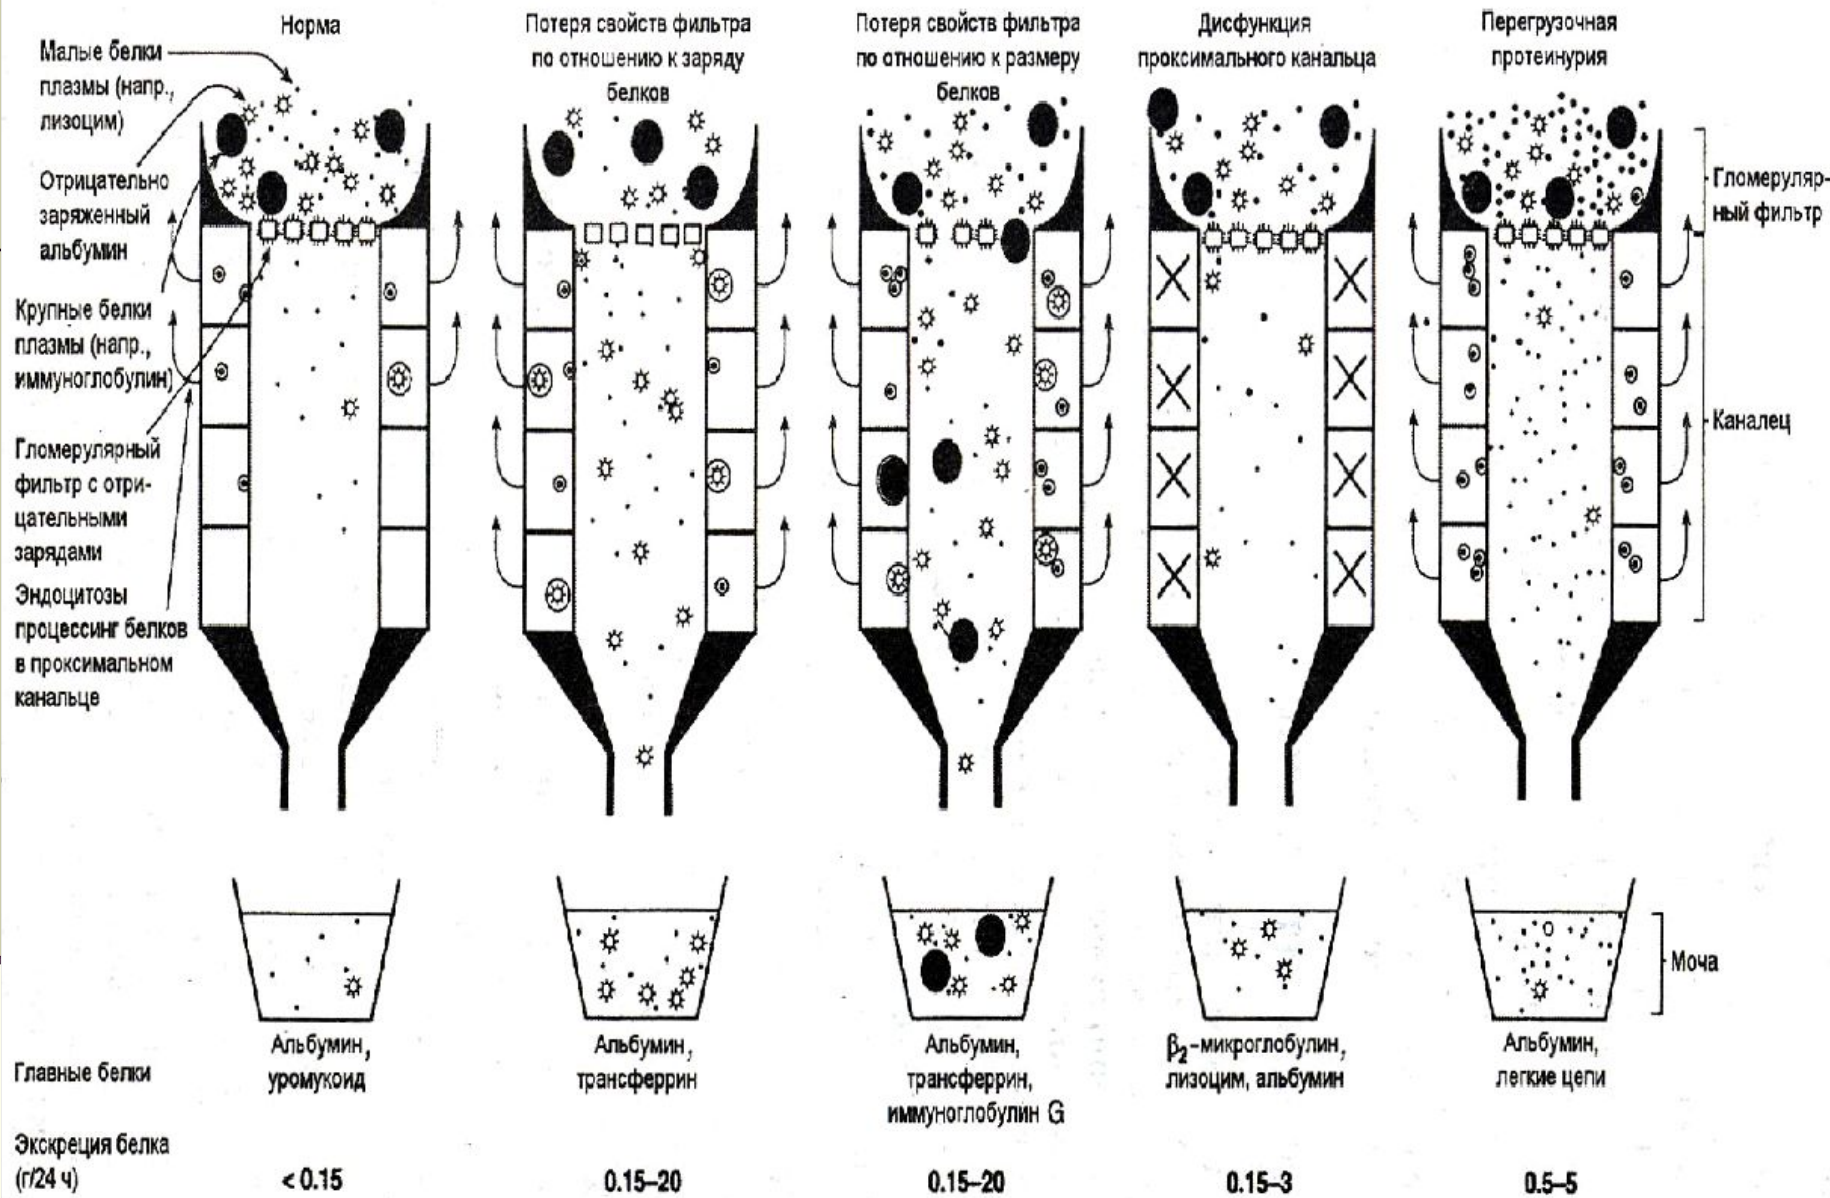 Норма
Потеря свойств фильтра
по отношению к заряду
белков
Потеря свойств фильтра
по отношению к размеру
белков
Дисфункция
проксимального канальца
Перегрузочная
протеинурия
Малые белки
плазмы (напр.,
лизоцим)
Отрицательно
заряженный
альбумин
Крупные белки
плазмы (напр.,
иммуноглобулин)
Гломерулярный
фильтр с отри-
цательными
зарядами
Эндоцитозы
процессинг белков
в проксимальном
канальце
Гломеруляр-
ный фильтр
Каналец
Моча
Главные белки
Альбумин,
уромукоид
Альбумин,
трансферрин
Альбумин,
трансферрин,
иммуноглобулин G
β2-микроглобулин,
лизоцим, альбумин
Альбумин,
легкие цепи
Экскреция белка
(г/24 ч)
< 0.15
0.15–20
0.15–20
0.15–3
0.5–5